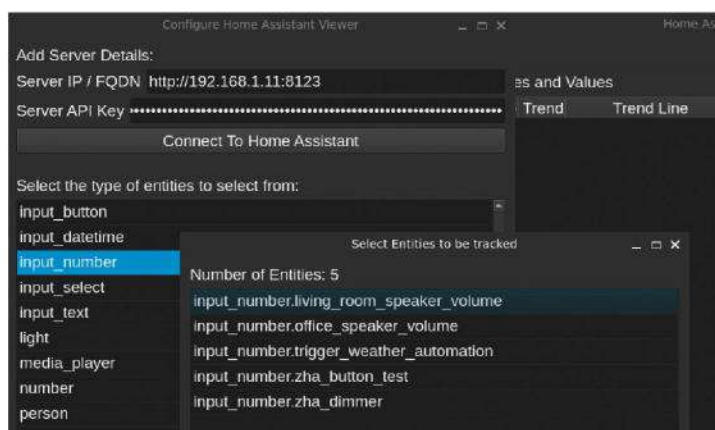 Configure Home Assistant Viewer
Home As
Add Server Details:
Server IP / FQDN http://192.168.1.11:8123
Server API Key
Connect To Home Assistant
es and Values
Trend Trend Line
Select the type of entities to select from:
input_button
input_datetime
input_number
input_select
input_text
light
media_player
number
person
Select Entities to be tracked
Number of Entities: 5
input_number.living_room_speaker_volume
input_number.office_speaker_volume
input_number.trigger_weather_automation
input_number.zha_button_test
input_number.zha_dimmer